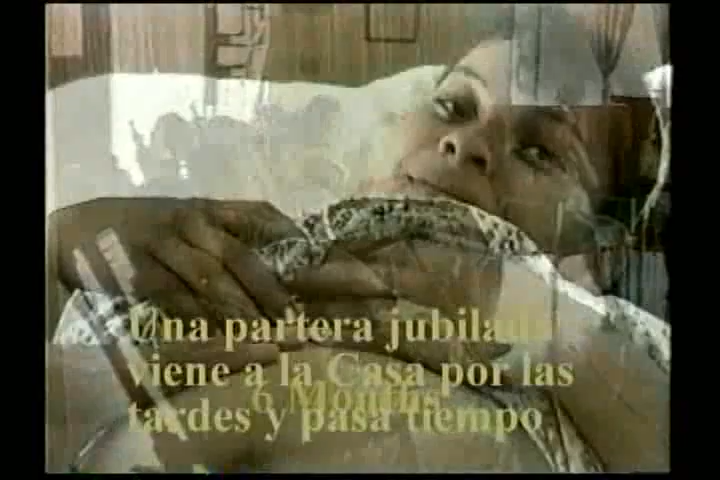 Una partera jubilada
viene a la Casa por las
6 Months
tardes y pasa tiempo